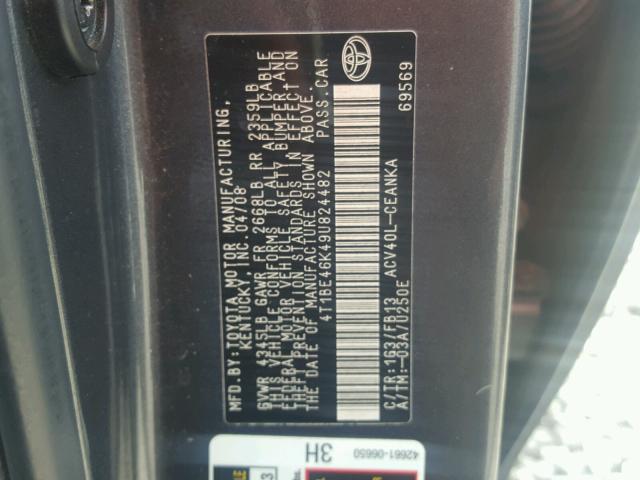 MFD. BY: TOYOTA MOTOR MANUFACTURING,
KENTUCKY, INC. 04/08
GVWR 4345LB GAWR FR 2668LB RR 2359LB
THIS VEHICLE CONFORMS TO ALL APPLICABLE
FEDERAL MOTOR VEHICLE SAFETY BUMPER AND
THEFT PREVENTION STANDARDS IN EFFECT ON
THE DATE OF MANUFACTURE SHOWN ABOVE.
4T1BE46K49U824482 PASS.CAR
C/TR:1G3/FB13 ACV40L-CEANKA
A/TM:-03A/U250E 69569
42661-06650
3H